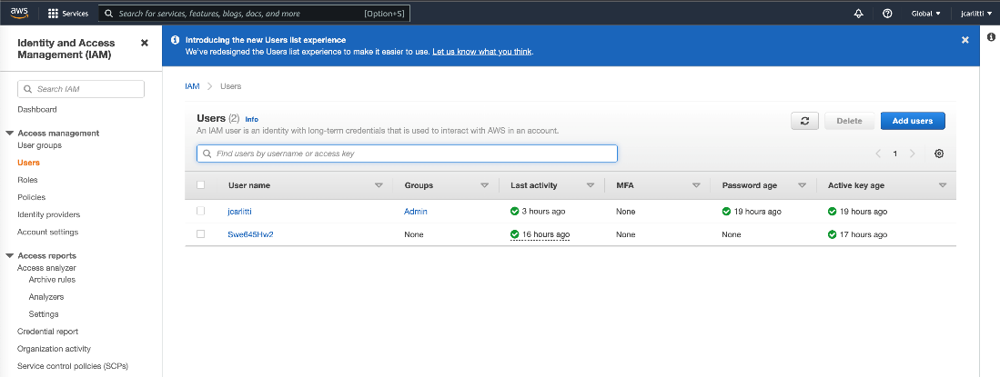 aws Services Search for services, features, blogs, docs, and more [Option+S] Global jcarlitti
Identity and Access Management (IAM)
Search IAM
Dashboard
Access management
User groups
Users
Roles
Policies
Identity providers
Account settings
Access reports
Access analyzer
Archive rules
Analyzers
Settings
Credential report
Organization activity
Service control policies (SCPs)
Introducing the new Users list experience
We've redesigned the Users list experience to make it easier to use. Let us know what you think.
IAM Users
Users (2) Info
An IAM user is an identity with long-term credentials that is used to interact with AWS in an account.
Delete Add users
Find users by username or access key
1
User name Groups Last activity MFA Password age Active key age
jcarlitti Admin 3 hours ago None 19 hours ago 19 hours ago
Swe645Hw2 None 16 hours ago None None 17 hours ago